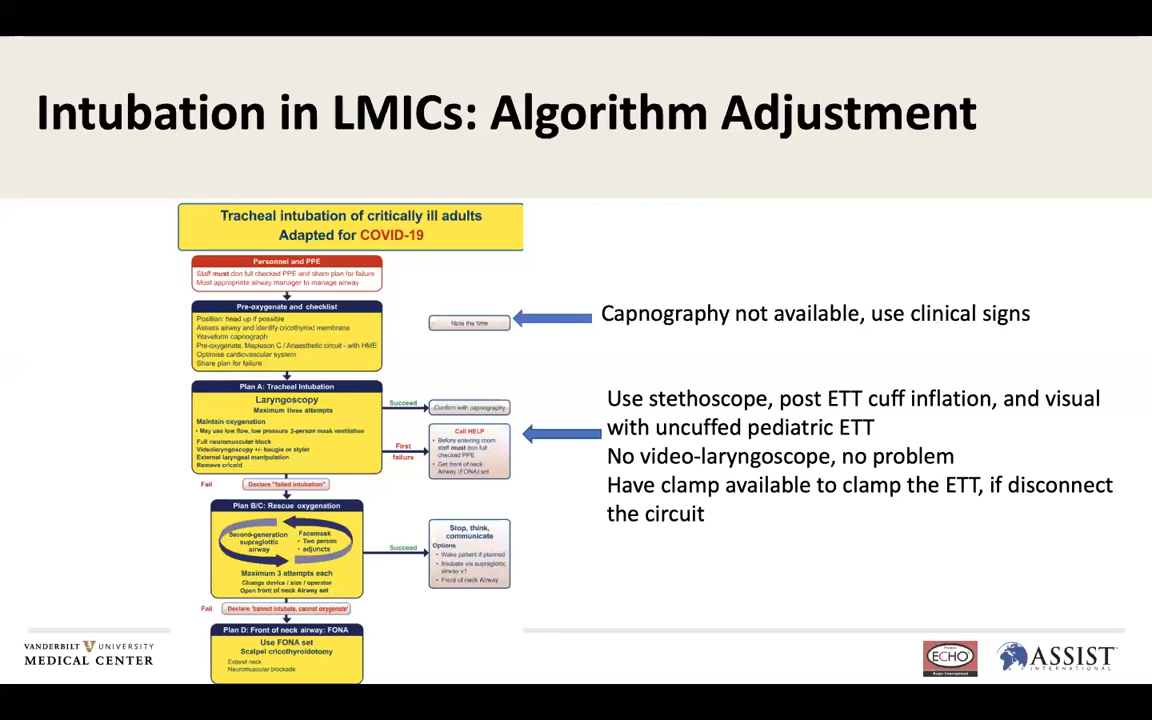 Intubation in LMICs: Algorithm Adjustment
Tracheal intubation of critically ill adults
Adapted for COVID-19
Personnel and PPE
Staff must don full checked PPE and share plan for failure
Most appropriate airway manager to manage airway
Pre-oxygenate and checklist
Position: head up if possible
Assess airway and identify cricothyroid membrane
Waveform capnograph
Pre-oxygenate: Mapleson C / Anaesthetic circuit - with HME
Optimise cardiovascular system
Share plan for failure
Note the time
Capnography not available, use clinical signs
Plan A: Tracheal Intubation
Laryngoscopy
Maximum three attempts
Maintain oxygenation
• May use low flow, low pressure 2-person mask ventilation
Full neuromuscular block
Videolaryngoscopy +/- bougie or stylet
External laryngeal manipulation
Remove cricoid
Succeed
Confirm with capnography
First
failure
Call HELP
• Before entering room
staff must don full
checked PPE
• Get front of neck
Airway (FONA) set
Use stethoscope, post ETT cuff inflation, and visual
with uncuffed pediatric ETT
No video-laryngoscope, no problem
Have clamp available to clamp the ETT, if disconnect
the circuit
Fail
Declare "failed intubation"
Plan B/C: Rescue oxygenation
Second-generation
supraglottic
airway
Facemask
• Two person
• adjuncts
Maximum 3 attempts each
Change device / size / operator
Open front of neck Airway set
Succeed
Stop, think,
communicate
Options
• Wake patient if planned
• Intubate via supraglottic
airway x1
• Front of neck Airway
Fail
Declare "cannot intubate, cannot oxygenate"
Plan D: Front of neck airway: FONA
Use FONA set
Scalpel cricothyroidotomy
Extend neck
Neuromuscular blockade
VANDERBILT UNIVERSITY
MEDICAL CENTER
ECHO
ASSIST
INTERNATIONAL